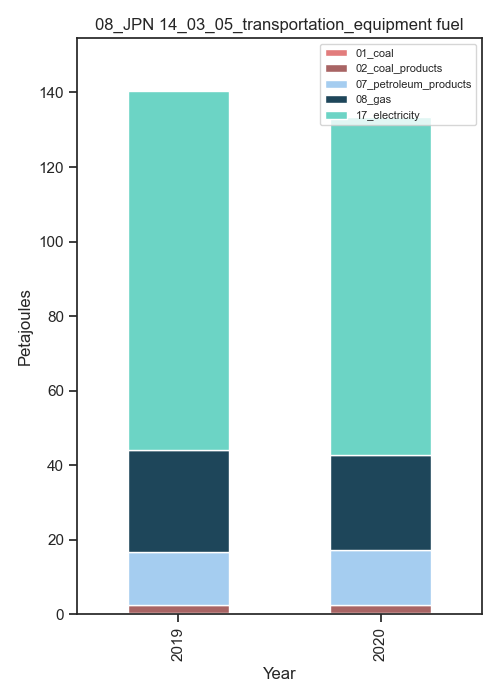 08_JPN 14_03_05_transportation_equipment fuel
01_coal
02_coal_products
07_petroleum_products
08_gas
17_electricity
140
120
100
80
60
40
20
0
Petajoules
2019
2020
Year